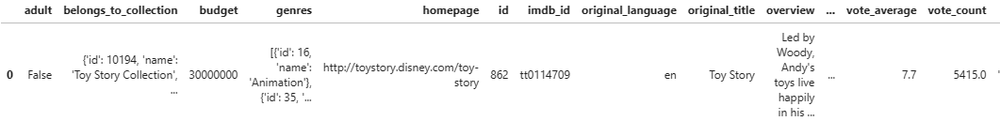 adult belongs_to_collection budget genres homepage id imdb_id original_language original_title overview ... vote_average vote_count
0 False {'id': 10194, 'name': 'Toy Story Collection', ... 30000000 [{'id': 16, 'name': 'Animation'}, {'id': 35, '... http://toystory.disney.com/toy-story 862 tt0114709 en Toy Story Led by Woody, Andy's toys live happily in his ... ... 7.7 5415.0